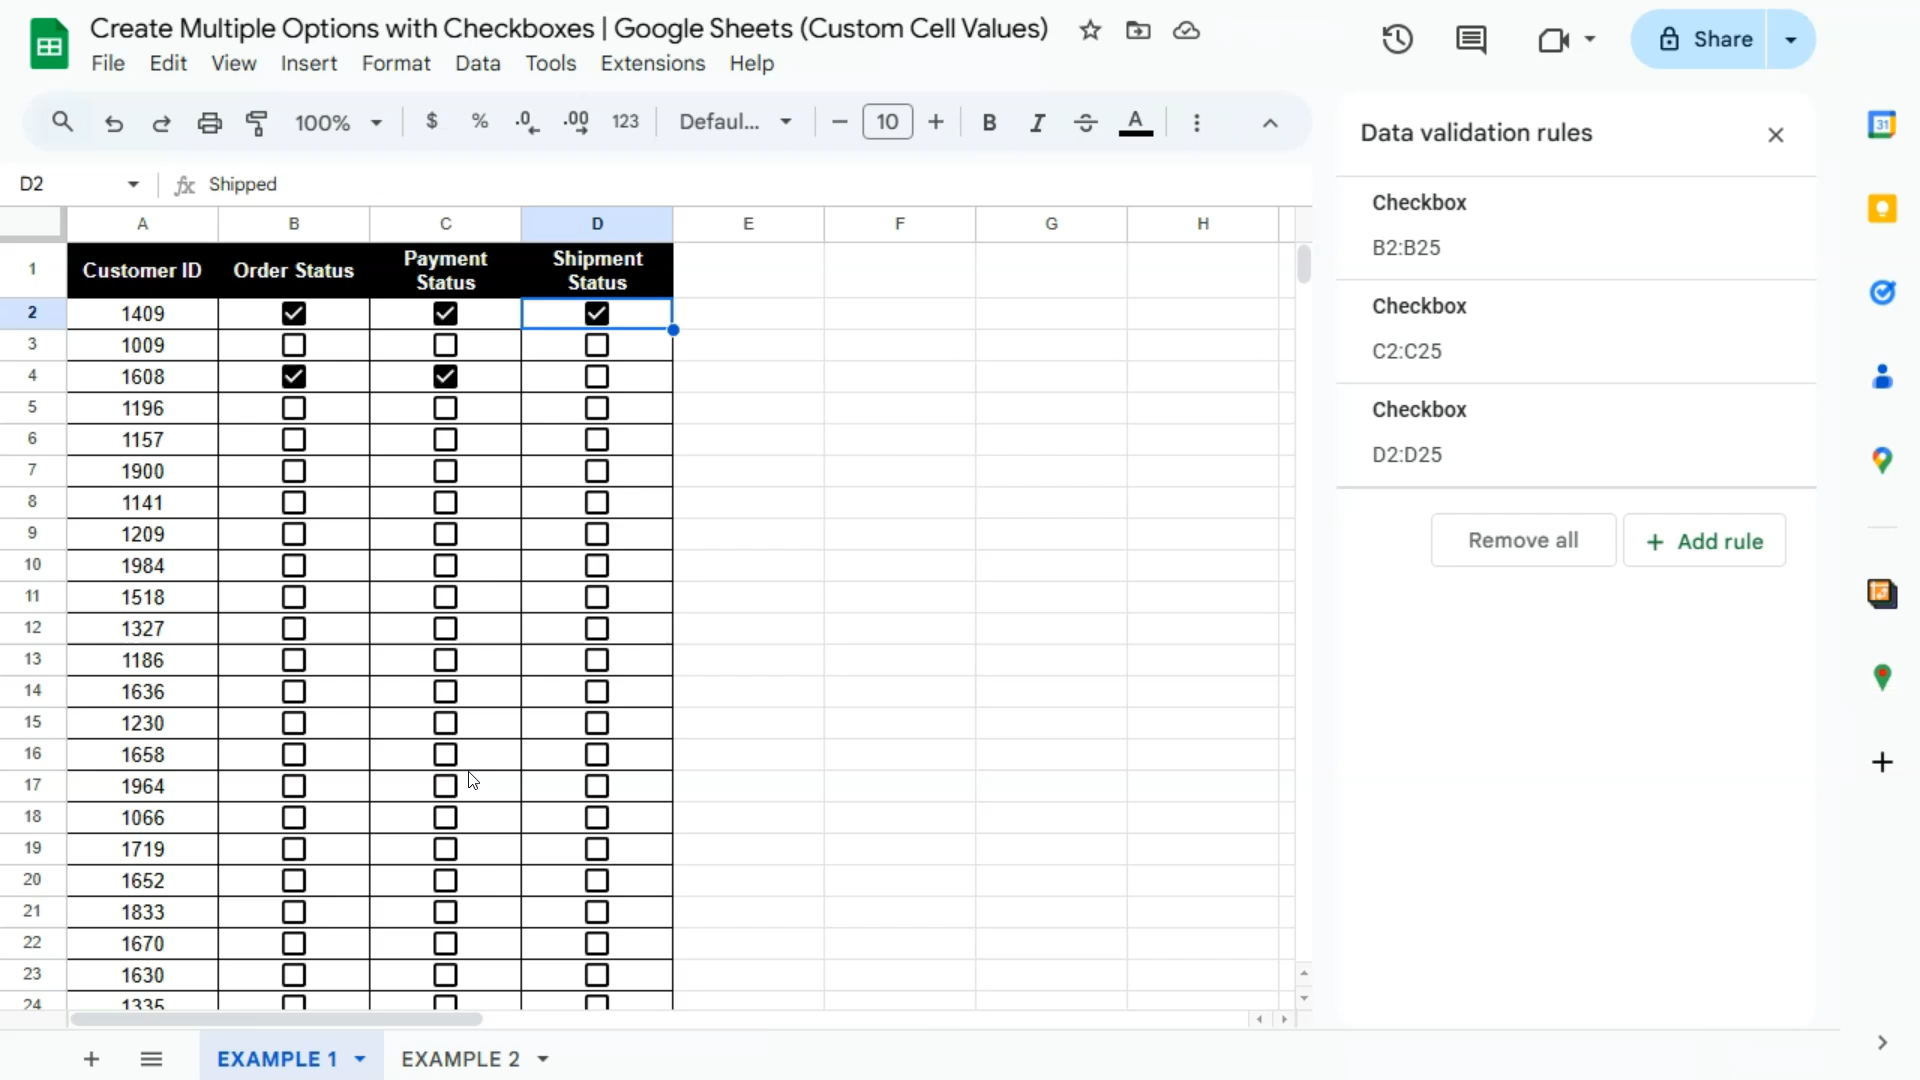 Create Multiple Options with Checkboxes | Google Sheets (Custom Cell Values)
File Edit View Insert Format Data Tools Extensions Help
Share
100% $ % .0 .00 123 Defaul... − 10 + B I S A
D2 fx Shipped
A B C D E F G H
1 Customer ID Order Status Payment Status Shipment Status
2 1409
3 1009
4 1608
5 1196
6 1157
7 1900
8 1141
9 1209
10 1984
11 1518
12 1327
13 1186
14 1636
15 1230
16 1658
17 1964
18 1066
19 1719
20 1652
21 1833
22 1670
23 1630
24 1335
EXAMPLE 1 EXAMPLE 2
Data validation rules
Checkbox
B2:B25
Checkbox
C2:C25
Checkbox
D2:D25
Remove all + Add rule
31